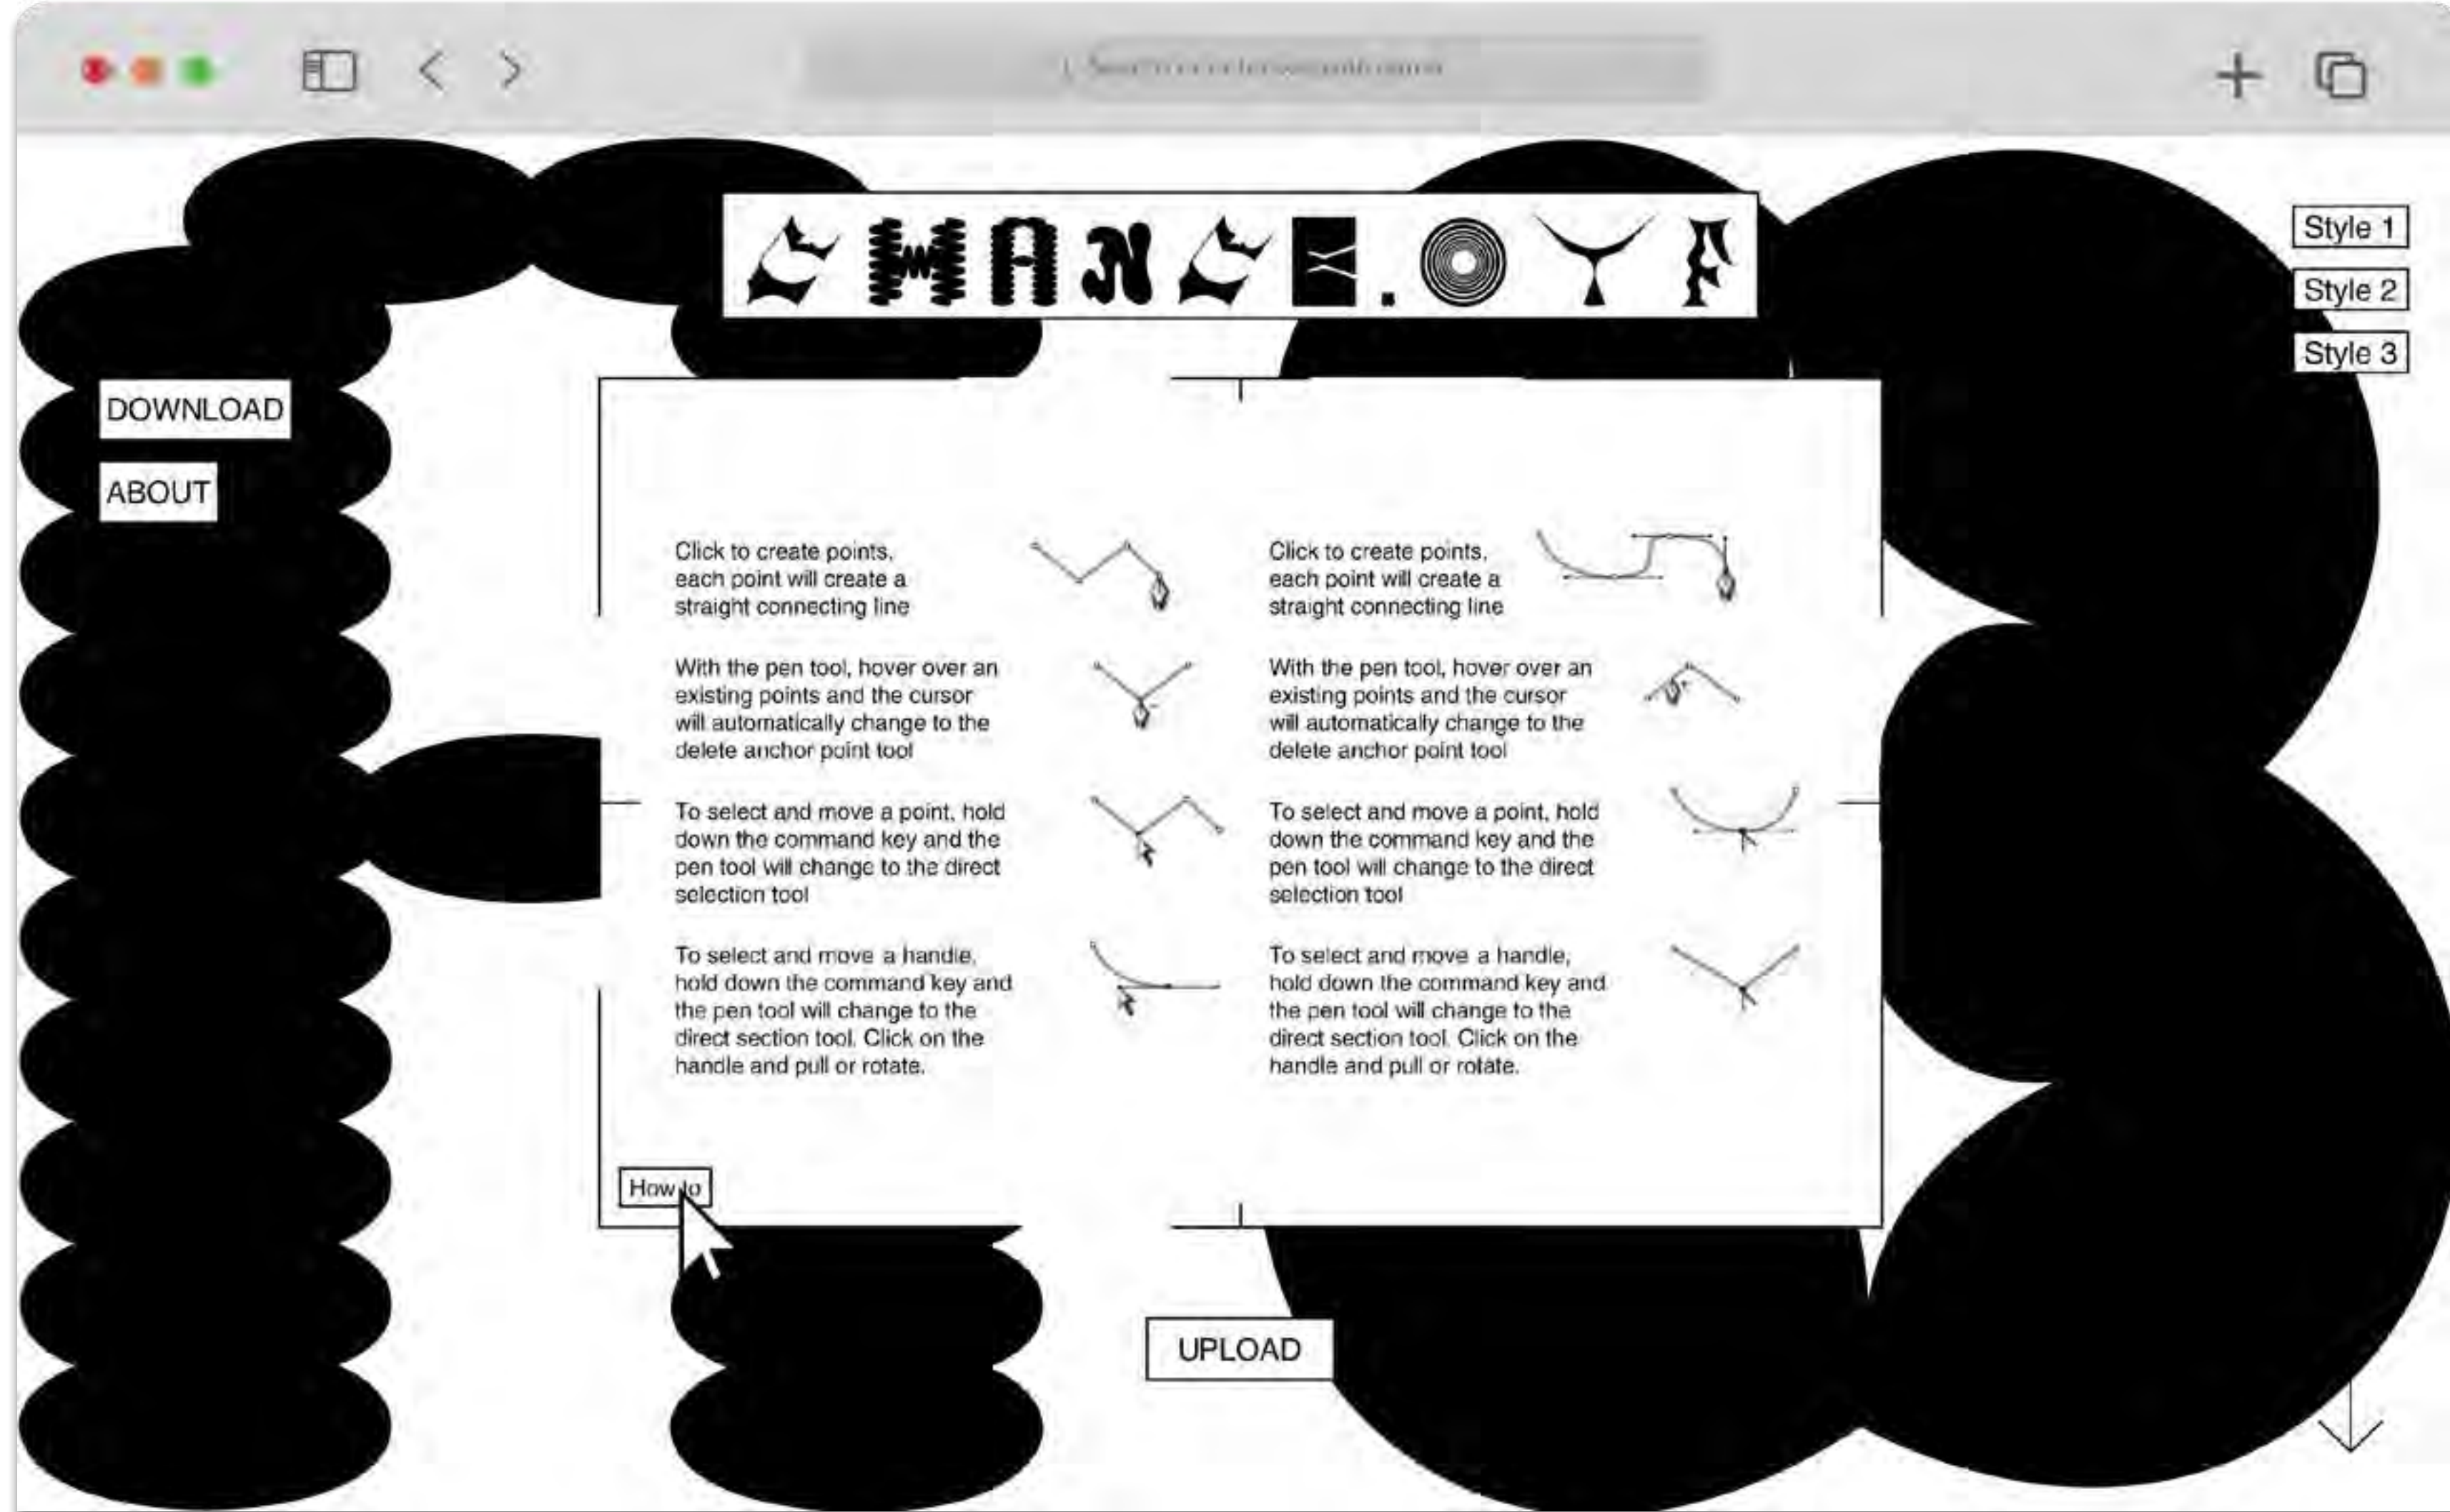 CHANCE.OTF
Style 1
Style 2
Style 3
DOWNLOAD
ABOUT
Click to create points,
each point will create a
straight connecting line
With the pen tool, hover over an
existing points and the cursor
will automatically change to the
delete anchor point tool
To select and move a point, hold
down the command key and the
pen tool will change to the direct
selection tool
To select and move a handle,
hold down the command key and
the pen tool will change to the
direct section tool. Click on the
handle and pull or rotate.
Click to create points,
each point will create a
straight connecting line
With the pen tool, hover over an
existing points and the cursor
will automatically change to the
delete anchor point tool
To select and move a point, hold
down the command key and the
pen tool will change to the direct
selection tool
To select and move a handle,
hold down the command key and
the pen tool will change to the
direct section tool. Click on the
handle and pull or rotate.
How to
UPLOAD